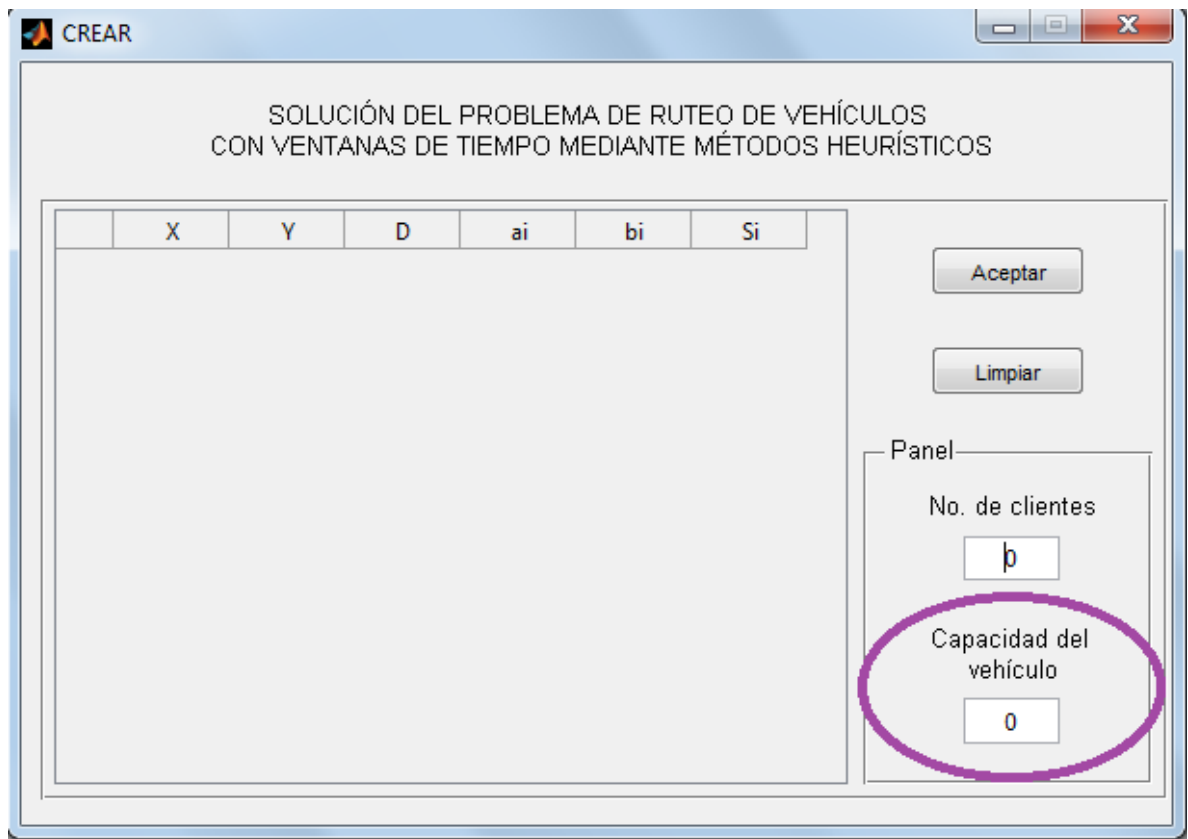 CREAR
SOLUCIÓN DEL PROBLEMA DE RUTEO DE VEHÍCULOS
CON VENTANAS DE TIEMPO MEDIANTE MÉTODOS HEURÍSTICOS
X Y D ai bi Si
Aceptar
Limpiar
Panel
No. de clientes
0
Capacidad del
vehículo
0